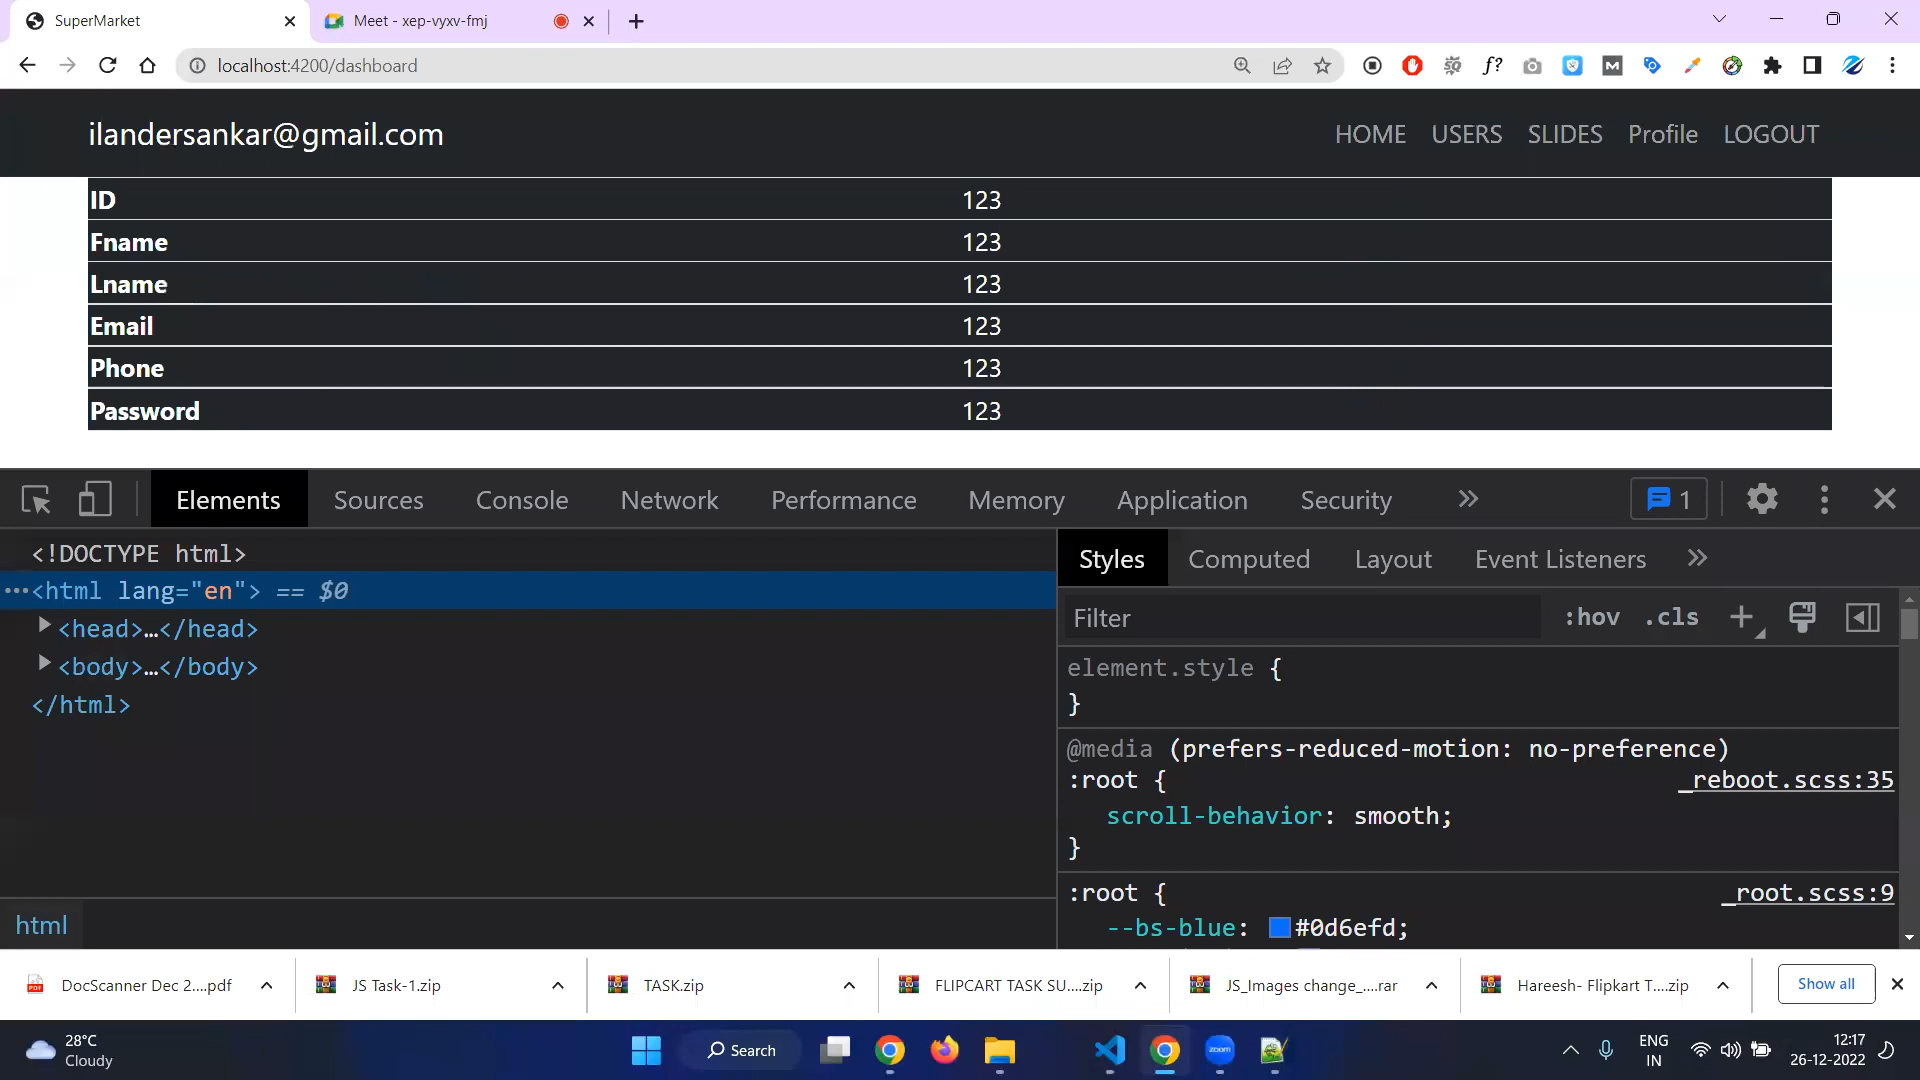 SuperMarket
Meet - xep-vyxv-fmj
localhost:4200/dashboard
f?
M
ilandersankar@gmail.com
HOME USERS SLIDES Profile LOGOUT
ID 123
Fname 123
Lname 123
Email 123
Phone 123
Password 123
Elements Sources Console Network Performance Memory Application Security 1
<!DOCTYPE html>
<html lang="en"> == $0
<head>…</head>
<body>…</body>
</html>
html
Styles Computed Layout Event Listeners
Filter :hov .cls
element.style {
}
@media (prefers-reduced-motion: no-preference)
:root { _reboot.scss:35
scroll-behavior: smooth;
}
:root { _root.scss:9
--bs-blue: #0d6efd;
DocScanner Dec 2....pdf
JS Task-1.zip
TASK.zip
FLIPCART TASK SU....zip
JS_Images change_....rar
Hareesh- Flipkart T....zip
Show all
28°C
Cloudy
Search
zoom
ENG
IN
12:17
26-12-2022